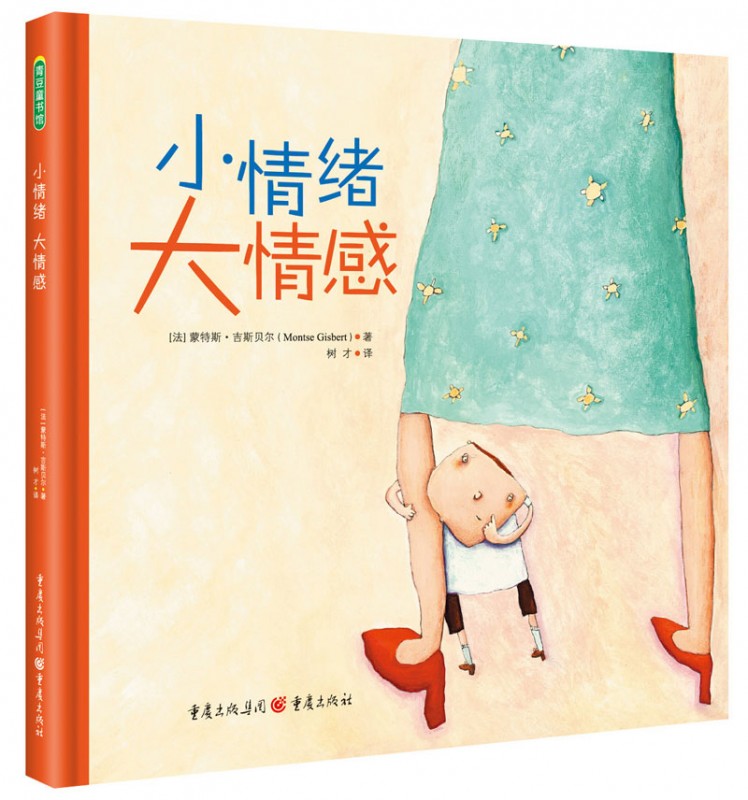 青豆童书馆
小情绪 大情感
[法]蒙特斯·吉斯贝尔●著
树才●译
重庆出版集团
重庆出版社
小·情绪
大情感
[法] 蒙特斯·吉斯贝尔 ( Montse Gisbert ) ●著
树 才●译
重庆出版集团 重庆出版社